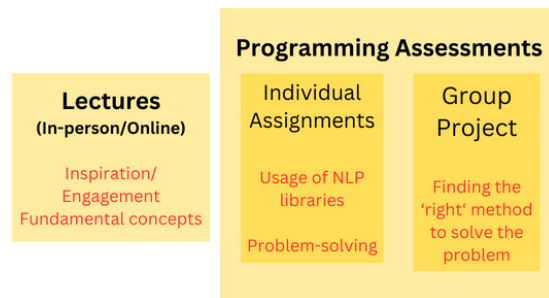 Lectures
(In-person/Online)
Inspiration/
Engagement
Fundamental concepts
Programming Assessments
Individual
Assignments
Usage of NLP
libraries
Problem-solving
Group
Project
Finding the
‘right‘ method
to solve the
problem